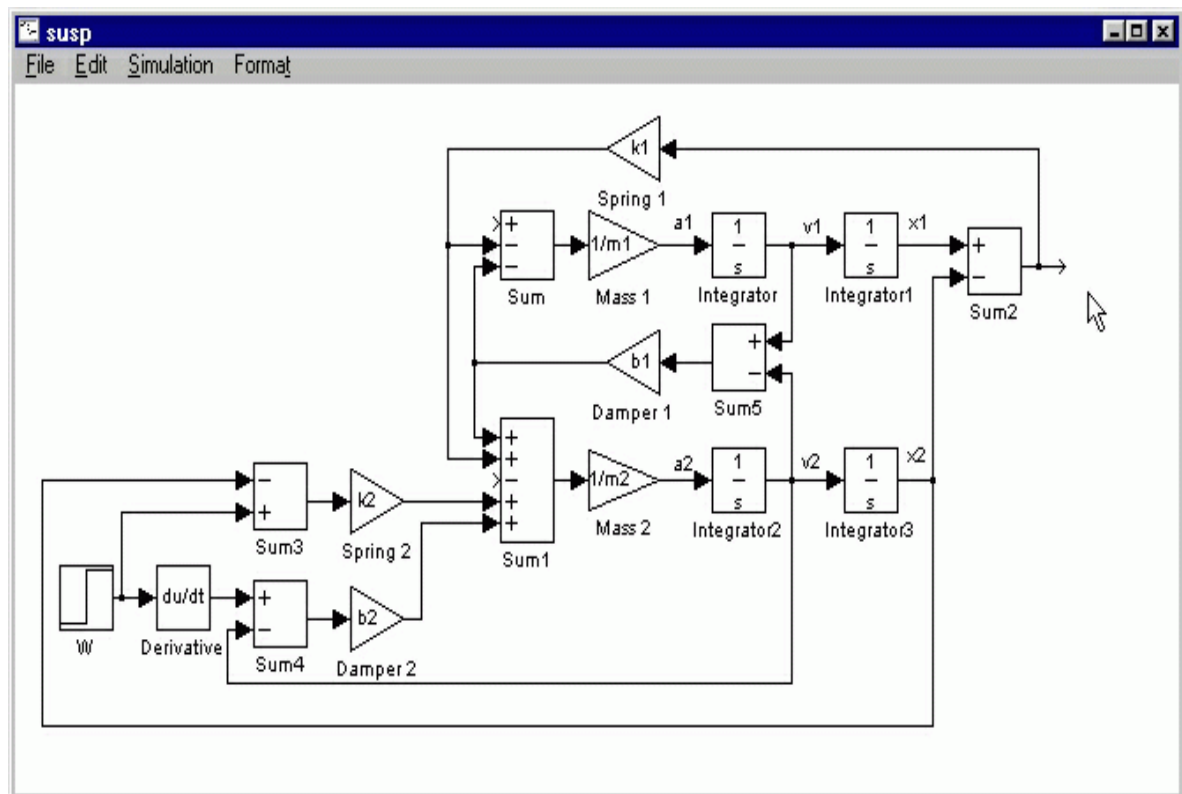 susp
File Edit Simulation Format
k1
Spring 1
+
−
−
Sum
1/m1
Mass 1
a1
1
s
Integrator
v1
1
s
Integrator1
x1
+
−
Sum2
b1
Damper 1
+
−
Sum5
+
+
−
+
+
Sum1
1/m2
Mass 2
a2
1
s
Integrator2
v2
1
s
Integrator3
x2
−
+
Sum3
k2
Spring 2
W
du/dt
Derivative
+
−
Sum4
b2
Damper 2